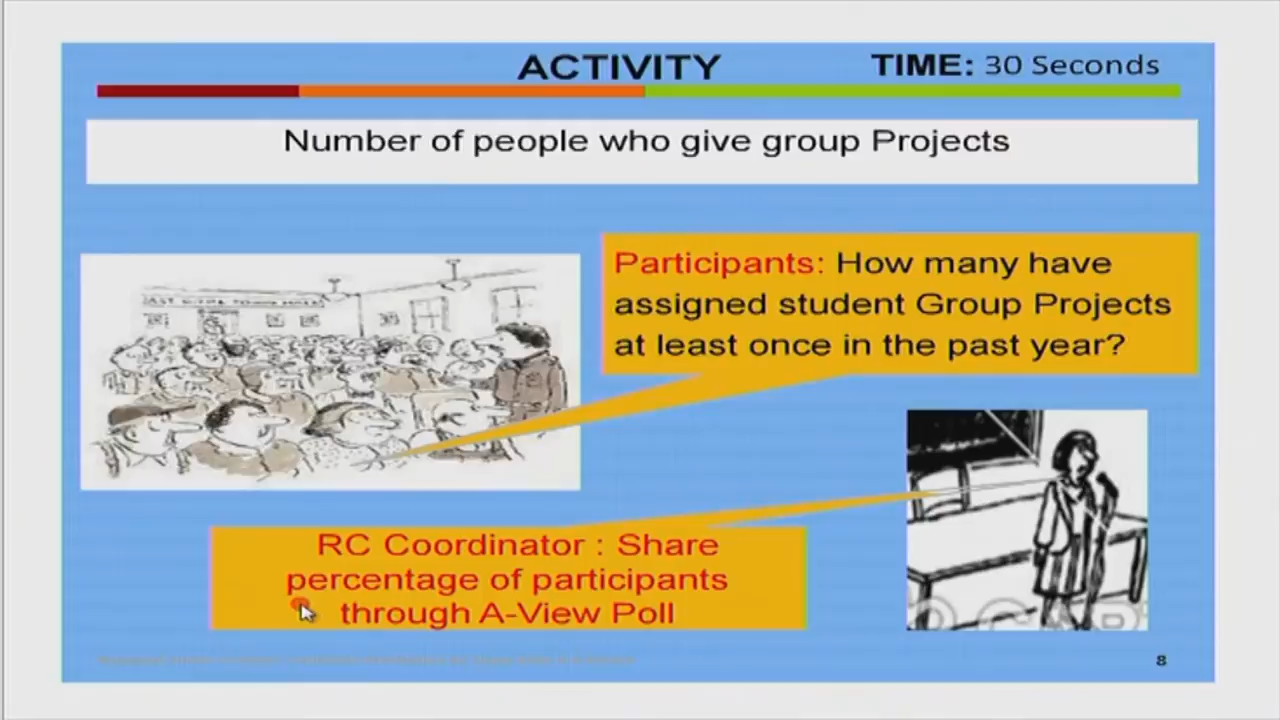 ACTIVITY
TIME: 30 Seconds
Number of people who give group Projects
Participants: How many have
assigned student Group Projects
at least once in the past year?
RC Coordinator : Share
percentage of participants
through A-View Poll
8